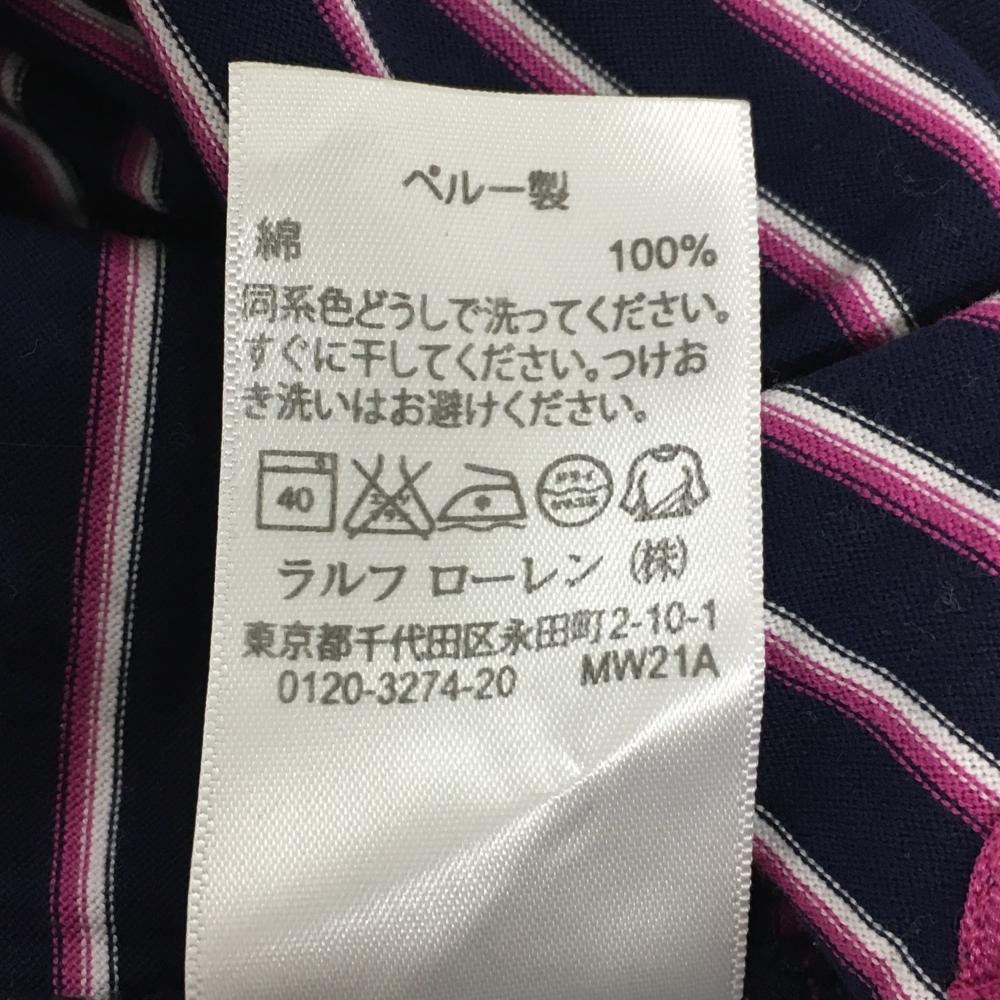 ペルー製
綿 100%
同系色どうしで洗ってください。
すぐに干してください。つけお
き洗いはお避けください。
40
ラルフ ローレン (株)
東京都千代田区永田町2-10-1
0120-3274-20 MW21A